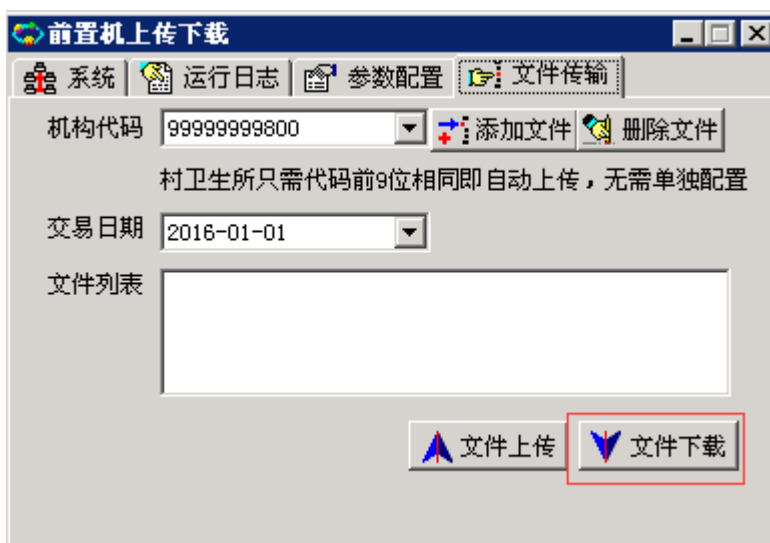 前置机上传下载
系统 运行日志 参数配置 文件传输
机构代码 99999999800 添加文件 删除文件
村卫生所只需代码前9位相同即自动上传，无需单独配置
交易日期 2016-01-01
文件列表
文件上传 文件下载